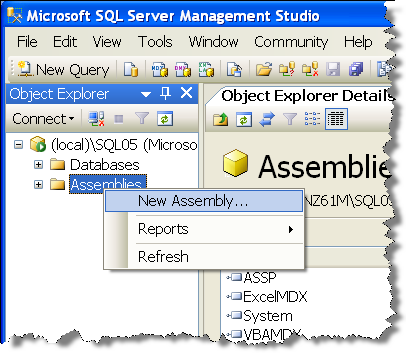 Microsoft SQL Server Management Studio
File Edit View Tools Window Community Help
New Query
Object Explorer
Connect
(local)\SQL05 (Microso
Databases
Assemblies
New Assembly...
Reports
Refresh
Object Explorer Details
Assemblie
NZ61M\SQL05
ASSP
ExcelMDX
System
VBAMDX